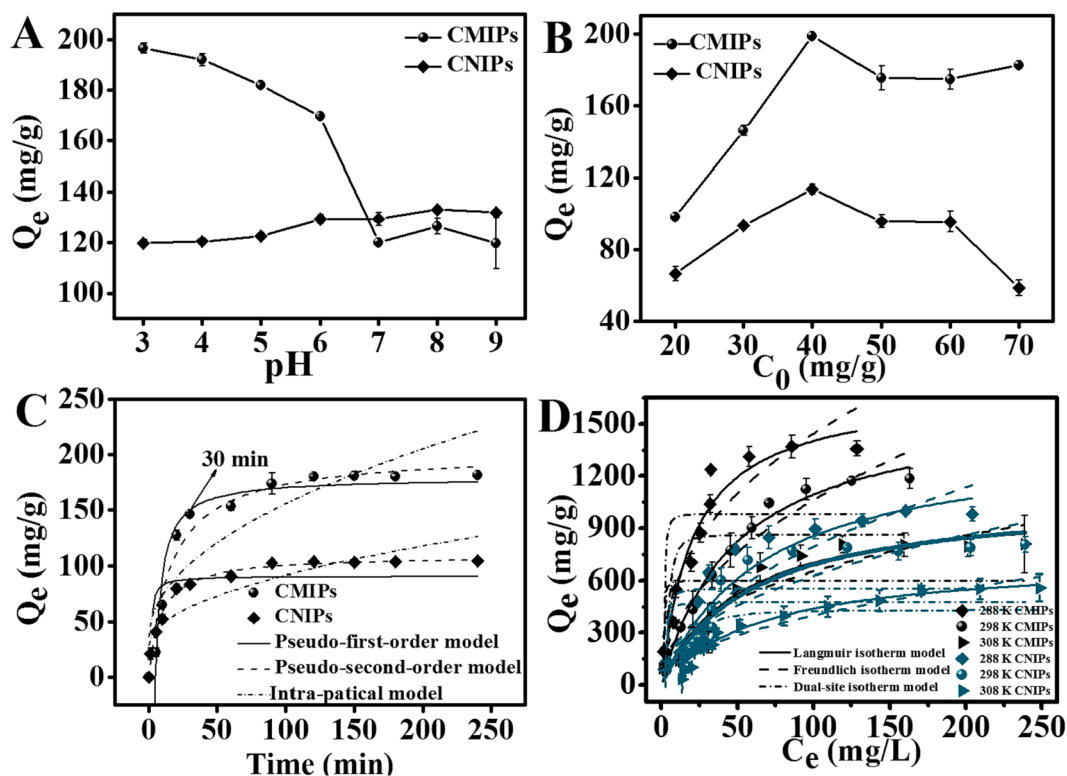 A
CMIPs
CNIPs
Qe (mg/g)
200
180
160
140
120
100
3 4 5 6 7 8 9
pH
B
CMIPs
CNIPs
Qe (mg/g)
200
160
120
80
40
20 30 40 50 60 70
C0 (mg/g)
C
30 min
Qe (mg/g)
250
200
150
100
50
0
CMIPs
CNIPs
Pseudo-first-order model
Pseudo-second-order model
Intra-patical model
0 50 100 150 200 250
Time (min)
D
Qe (mg/g)
1500
1200
900
600
300
0
288 K CMIPs
298 K CMIPs
308 K CMIPs
288 K CNIPs
298 K CNIPs
308 K CNIPs
Langmuir isotherm model
Freundlich isotherm model
Dual-site isotherm model
0 50 100 150 200 250
Ce (mg/L)